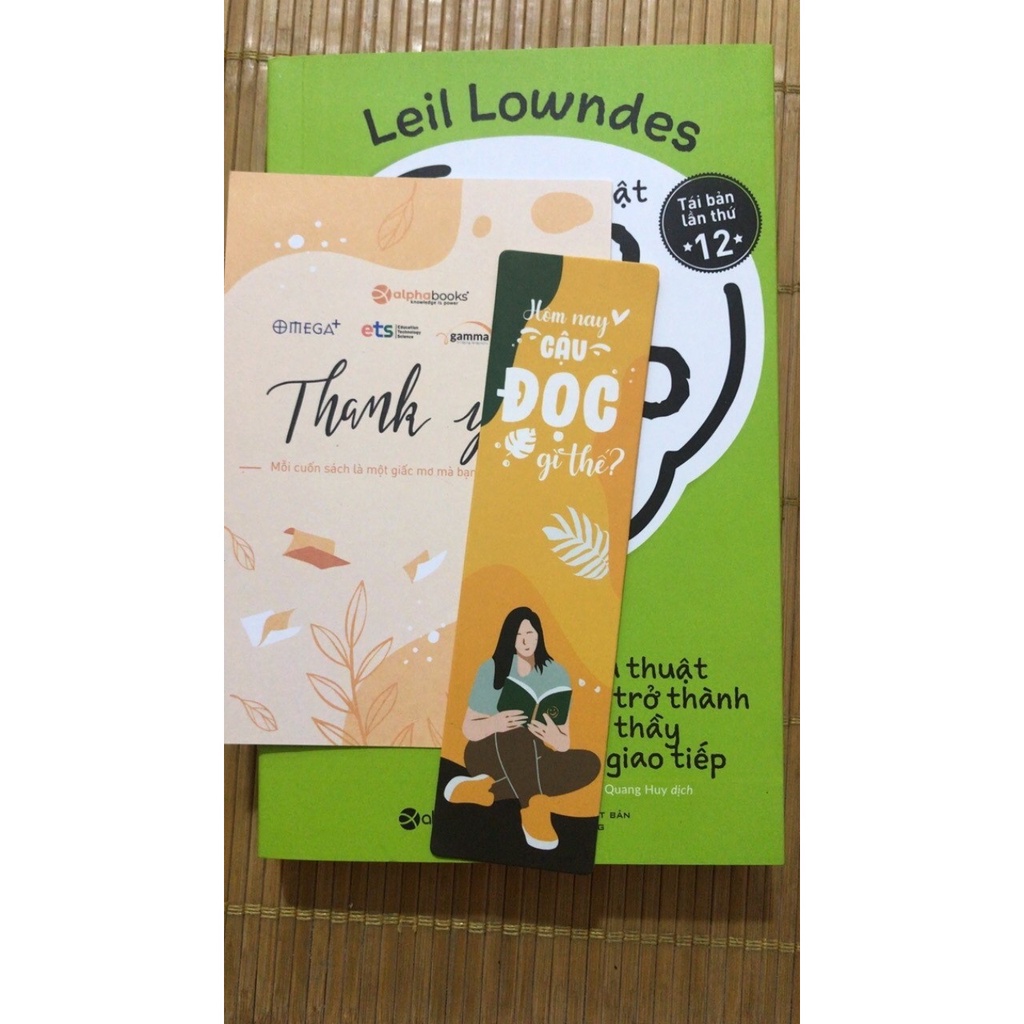 Leil Lowndes
Tái bản
lần thứ
12
alphabooks
knowledge is power
OMEGA+
ets Education
Technology
Science
gamma
Thank
Mỗi cuốn sách là một giấc mơ mà bạn
Hôm nay
CẬU
ĐỌC
gì thế?
thuật
trở thành
thầy
giao tiếp
Quang Huy dịch
BẢN